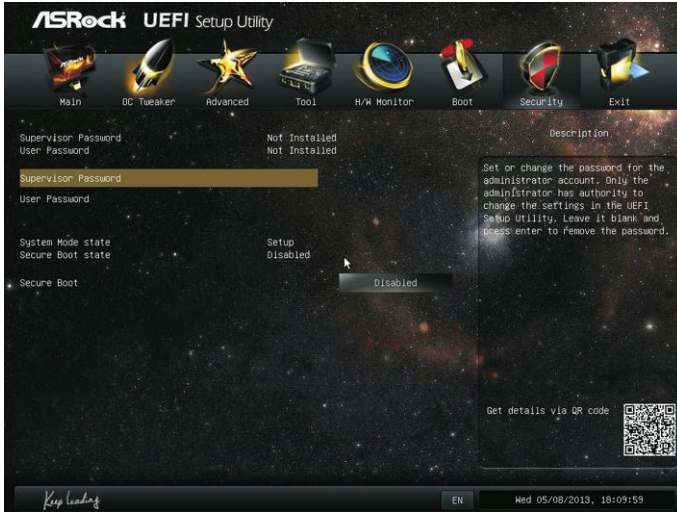 ASRock UEFI Setup Utility
Main OC Tweaker Advanced Tool H/W Monitor Boot Security Exit
Supervisor Password Not Installed
User Password Not Installed
Supervisor Password
User Password
System Mode state Setup
Secure Boot state Disabled
Secure Boot Disabled
Description
Set or change the password for the
administrator account. Only the
administrator has authority to
change the settings in the UEFI
Setup Utility. Leave it blank and
press enter to remove the password.
Get details via QR code
Keep Leading
EN Wed 05/08/2013, 18:09:59